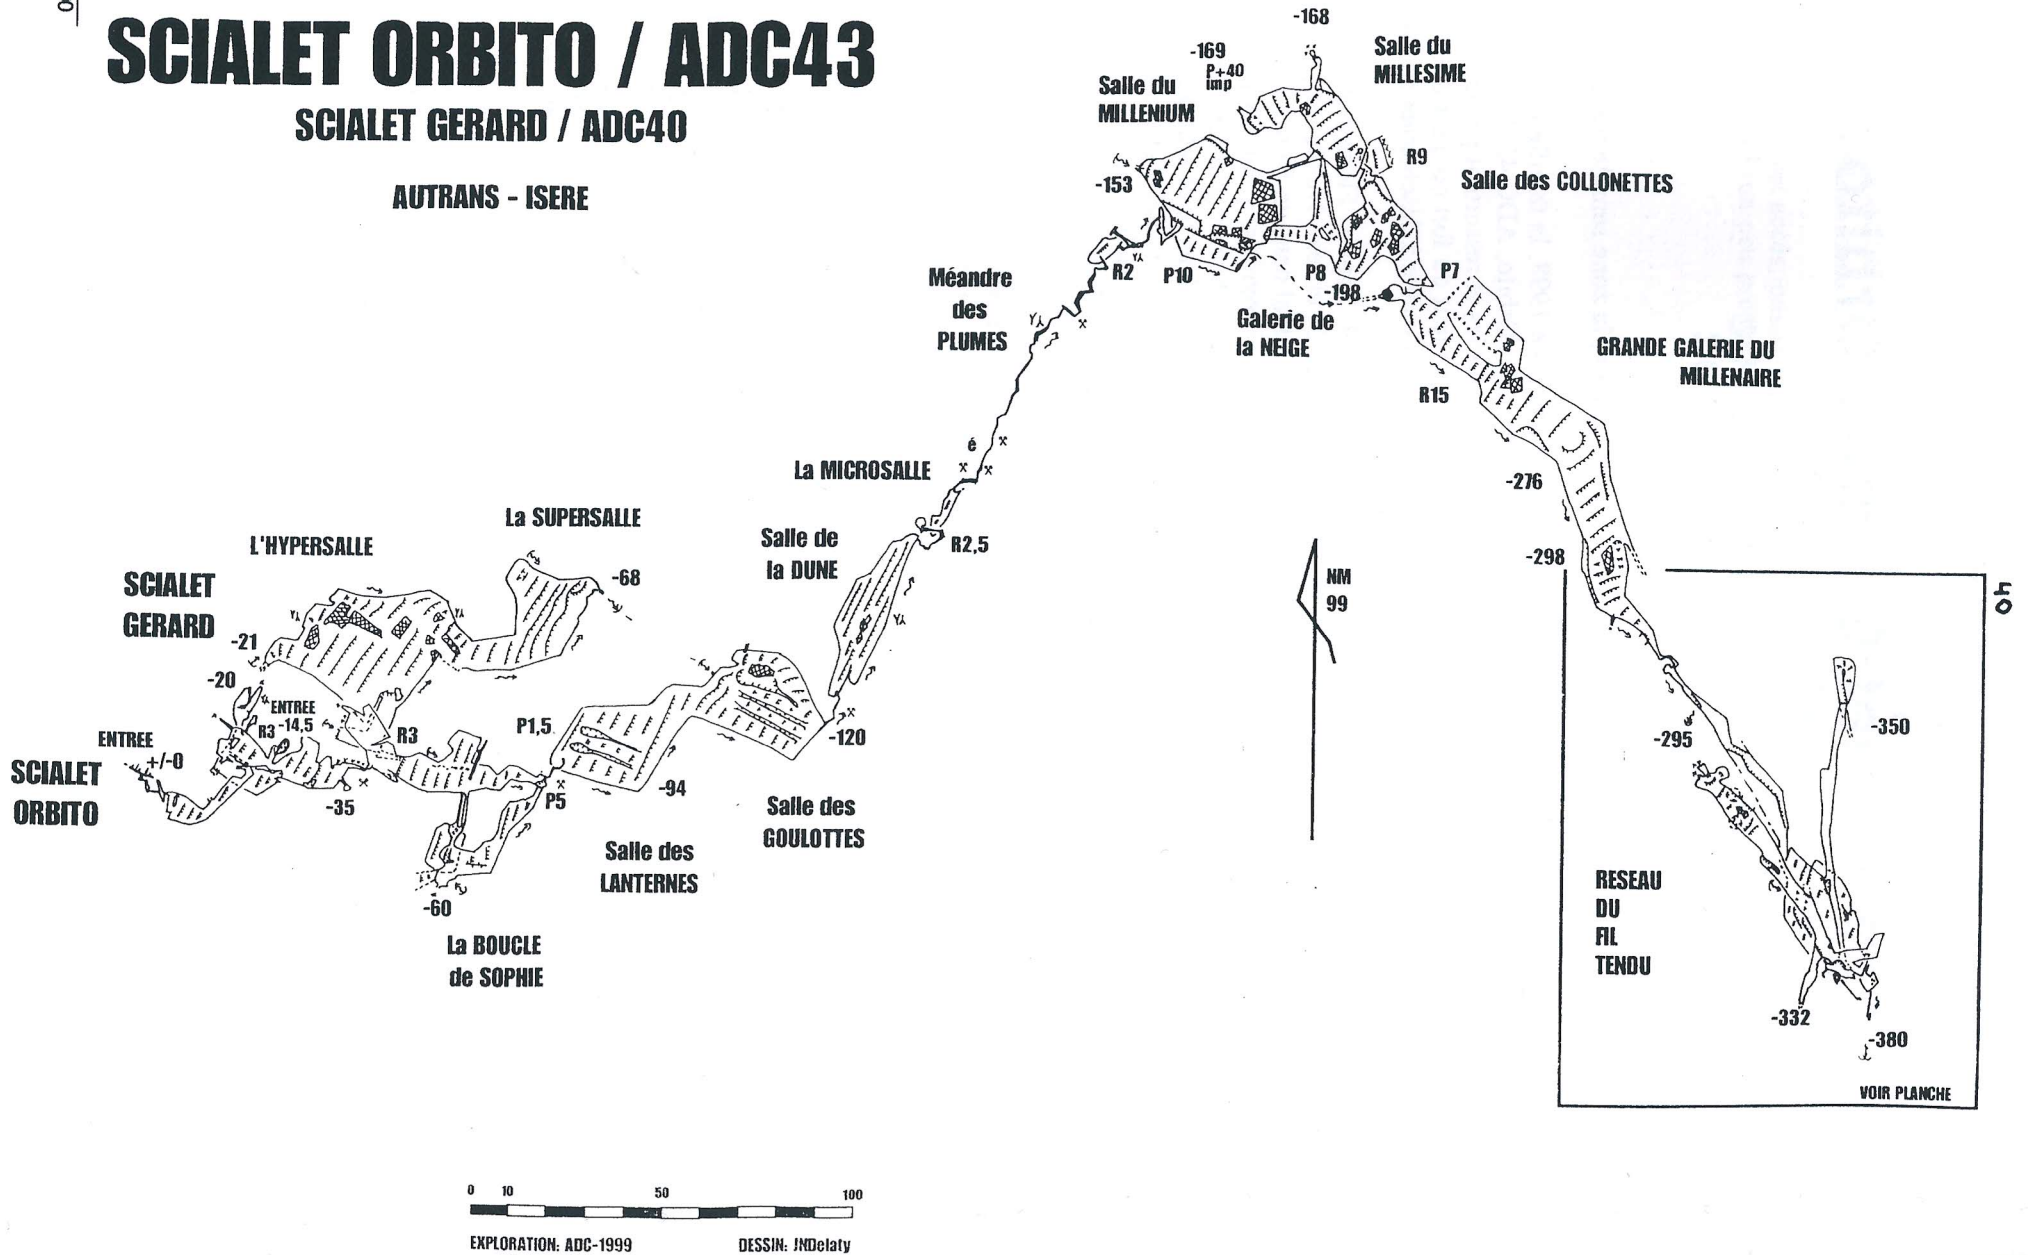 SCIALET ORBITO / ADC43
SCIALET GERARD / ADC40
AUTRANS - ISERE
-168
-169
P+40
imp
Salle du
MILLESIME
Salle du
MILLENIUM
R9
-153
Salle des COLLONETTES
R2
P10
P8
P7
-198
Méandre
des
PLUMES
Galerie de
la NEIGE
GRANDE GALERIE DU
MILLENAIRE
R15
é
La MICROSALLE
-276
La SUPERSALLE
L'HYPERSALLE
Salle de
la DUNE
R2,5
-298
NM
99
40
SCIALET
GERARD
-68
-21
-20
ENTREE
-14,5
R3
R3
P1,5
-120
-350
-295
ENTREE
+/-0
SCIALET
ORBITO
-35
P5
-94
Salle des
GOULOTTES
Salle des
LANTERNES
-60
La BOUCLE
de SOPHIE
RESEAU
DU
FIL
TENDU
-332
-380
VOIR PLANCHE
0 10 50 100
EXPLORATION: ADC-1999
DESSIN: JNDelaty